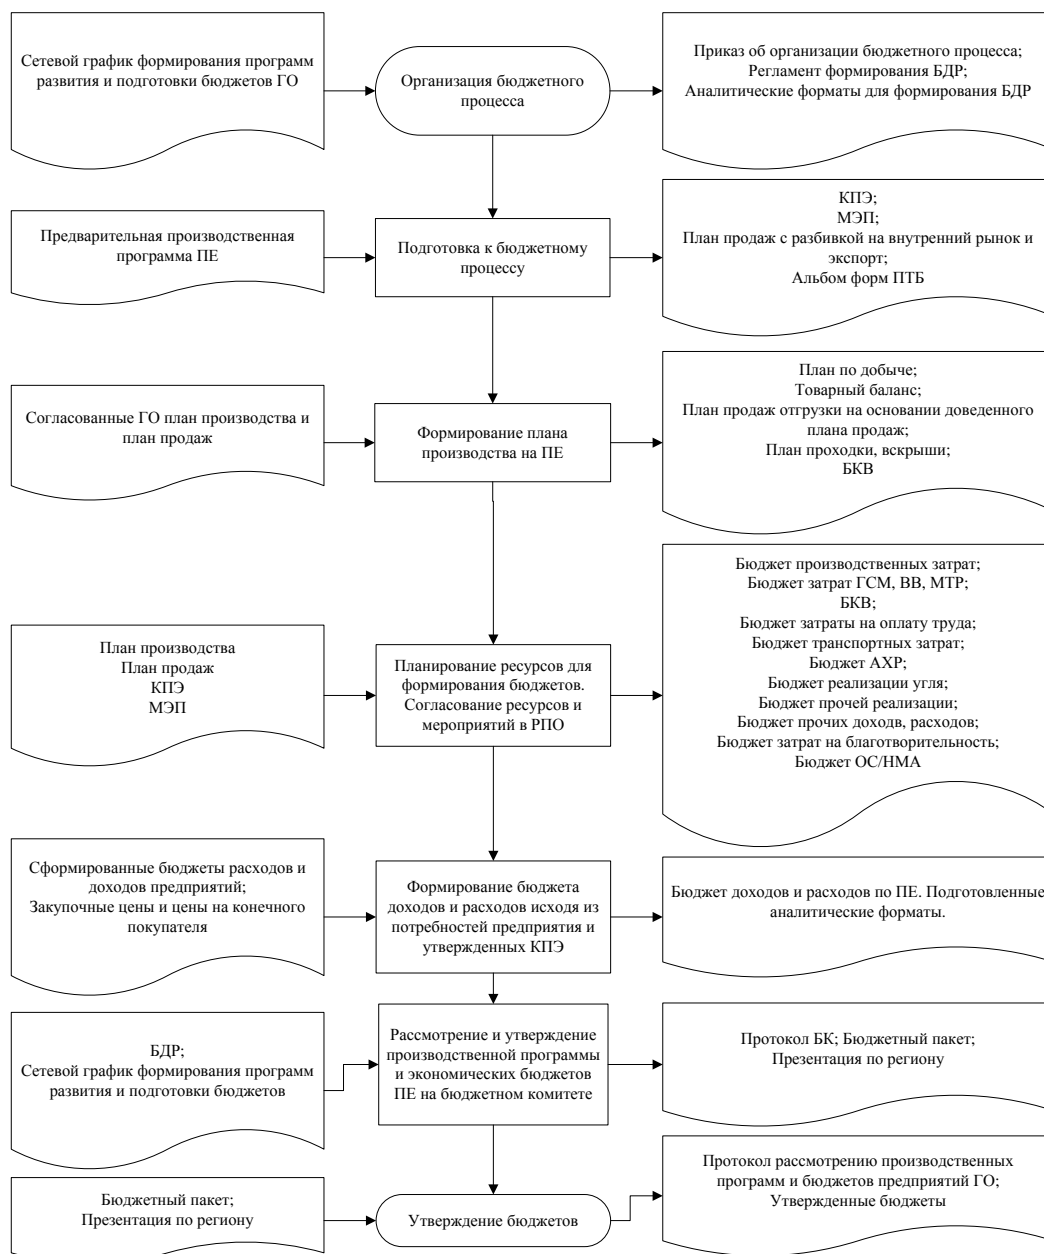 Сетевой график формирования программ
развития и подготовки бюджетов ГО
Организация бюджетного
процесса
Приказ об организации бюджетного процесса;
Регламент формирования БДР;
Аналитические форматы для формирования БДР
Предварительная производственная
программа ПЕ
Подготовка к бюджетному
процессу
КПЭ;
МЭП;
План продаж с разбивкой на внутренний рынок и
экспорт;
Альбом форм ПТБ
Согласованные ГО план производства и
план продаж
Формирование плана
производства на ПЕ
План по добыче;
Товарный баланс;
План продаж отгрузки на основании доведенного
плана продаж;
План проходки, вскрыши;
БКВ
План производства
План продаж
КПЭ
МЭП
Планирование ресурсов для
формирования бюджетов.
Согласование ресурсов и
мероприятий в РПО
Бюджет производственных затрат;
Бюджет затрат ГСМ, ВВ, МТР;
БКВ;
Бюджет затраты на оплату труда;
Бюджет транспортных затрат;
Бюджет АХР;
Бюджет реализации угля;
Бюджет прочей реализации;
Бюджет прочих доходв, расходов;
Бюджет затрат на благотворительность;
Бюджет ОС/НМА
Сформированные бюджеты расходов и
доходов предприятий;
Закупочные цены и цены на конечного
покупателя
Формирование бюджета
доходов и расходов исходя из
потребностей предприятия и
утвержденных КПЭ
Бюджет доходов и расходов по ПЕ. Подготовленные
аналитические форматы.
БДР;
Сетевой график формирования программ
развития и подготовки бюджетов
Рассмотрение и утверждение
производственной программы
и экономических бюджетов
ПЕ на бюджетном комитете
Протокол БК; Бюджетный пакет;
Презентация по региону
Бюджетный пакет;
Презентация по региону
Утверждение бюджетов
Протокол рассмотрению производственных
программ и бюджетов предприятий ГО;
Утвержденные бюджеты